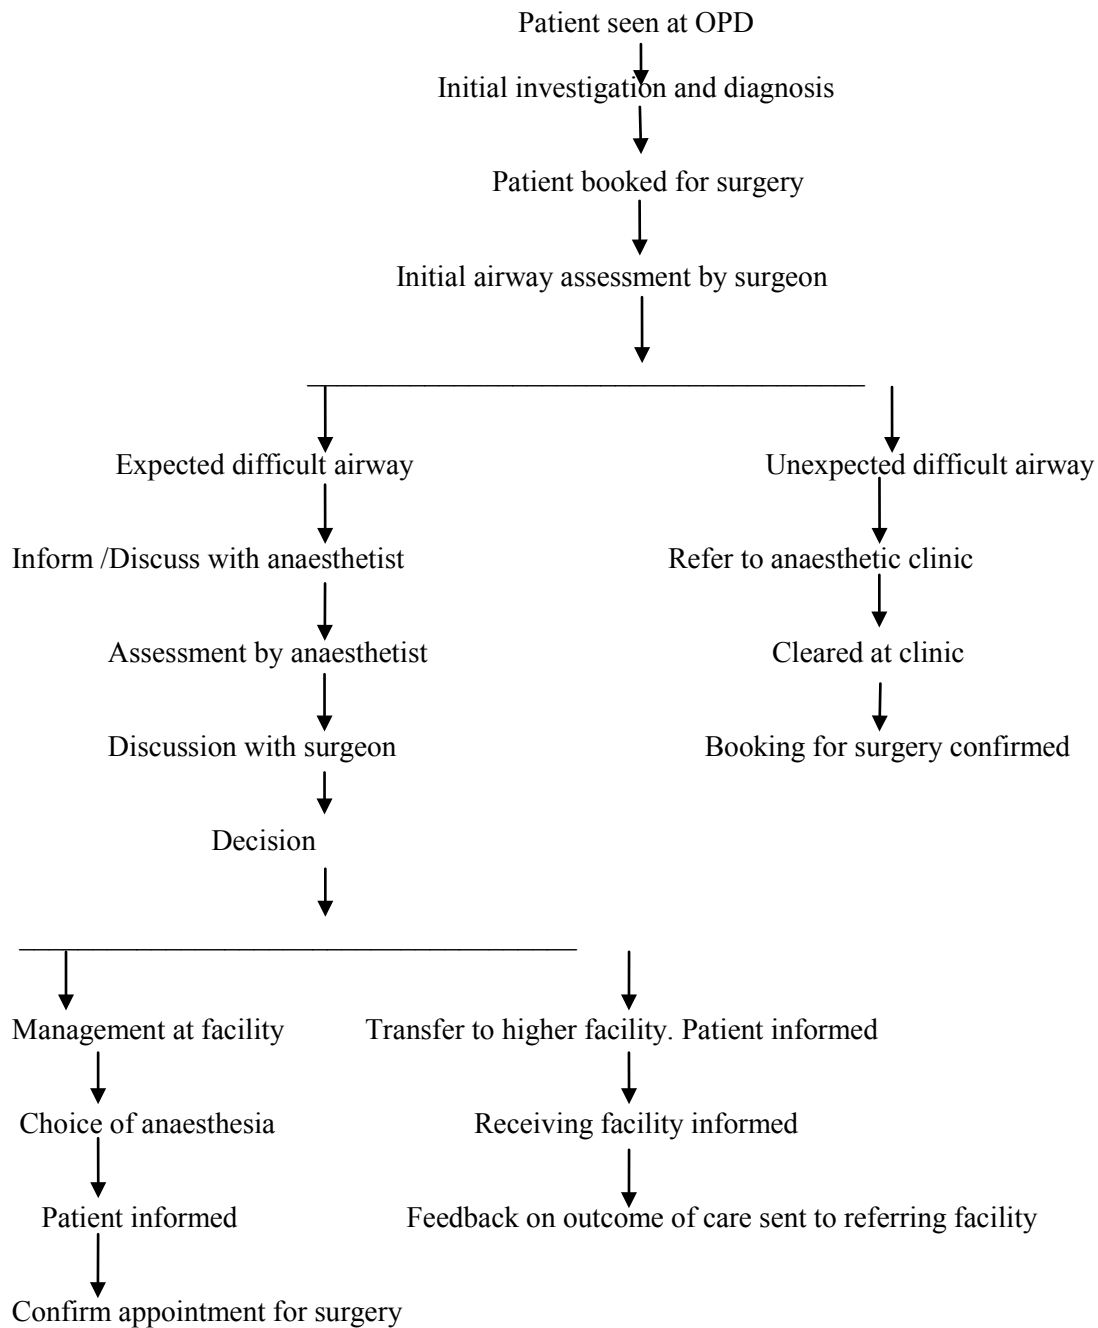 Patient seen at OPD
Initial investigation and diagnosis
Patient booked for surgery
Initial airway assessment by surgeon
Expected difficult airway
Unexpected difficult airway
Inform /Discuss with anaesthetist
Refer to anaesthetic clinic
Assessment by anaesthetist
Cleared at clinic
Discussion with surgeon
Booking for surgery confirmed
Decision
Management at facility
Transfer to higher facility. Patient informed
Choice of anaesthesia
Receiving facility informed
Patient informed
Feedback on outcome of care sent to referring facility
Confirm appointment for surgery